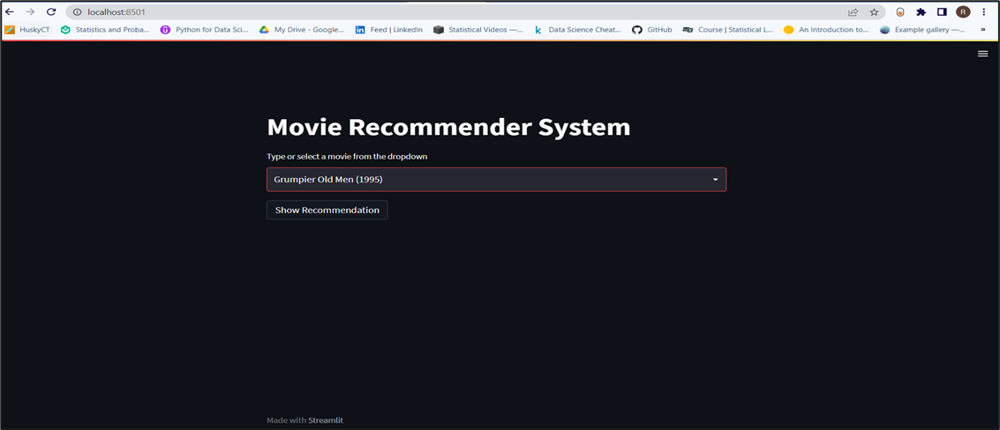 localhost:8501
R
HuskyCT Statistics and Proba... Python for Data Sci... My Drive - Google... Feed | LinkedIn Statistical Videos —... Data Science Cheat... GitHub Course | Statistical L... An Introduction to... Example gallery —... »
Movie Recommender System
Type or select a movie from the dropdown
Grumpier Old Men (1995)
Show Recommendation
Made with Streamlit